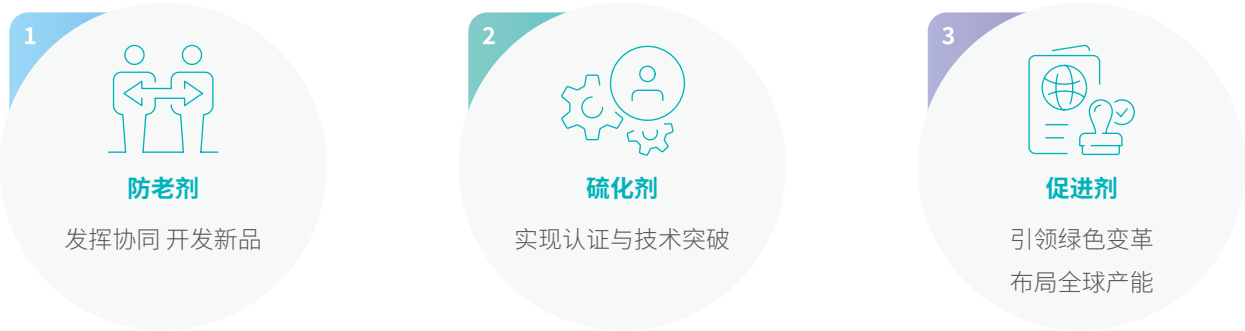 1
防老剂
发挥协同 开发新品
2
硫化剂
实现认证与技术突破
3
促进剂
引领绿色变革
布局全球产能